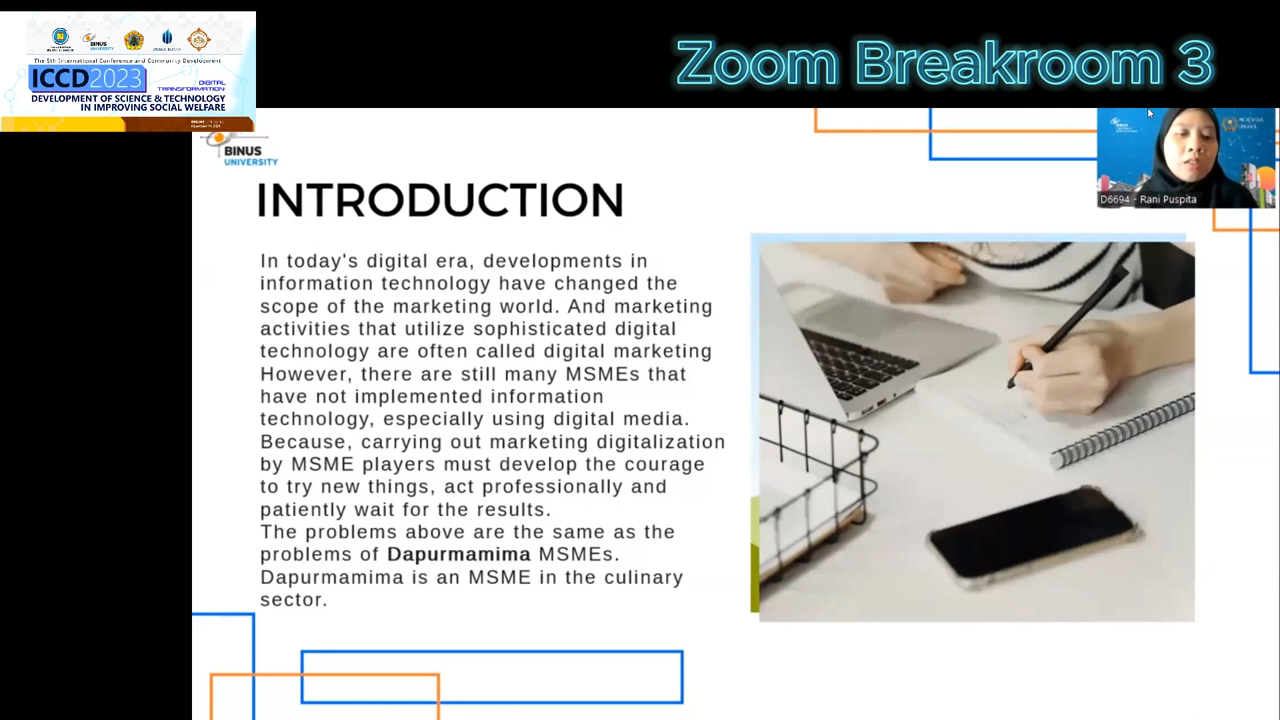 BINUS
UNIVERSITY
The 5th International Conference and Community Development
ICCD2023
DIGITAL
TRANSFORMATION:
DEVELOPMENT OF SCIENCE & TECHNOLOGY
IN IMPROVING SOCIAL WELFARE
Zoom Breakroom 3
BINUS
UNIVERSITY
D6694 - Rani Puspita
INTRODUCTION
In today's digital era, developments in
information technology have changed the
scope of the marketing world. And marketing
activities that utilize sophisticated digital
technology are often called digital marketing
However, there are still many MSMEs that
have not implemented information
technology, especially using digital media.
Because, carrying out marketing digitalization
by MSME players must develop the courage
to try new things, act professionally and
patiently wait for the results.
The problems above are the same as the
problems of Dapurmamima MSMEs.
Dapurmamima is an MSME in the culinary
sector.